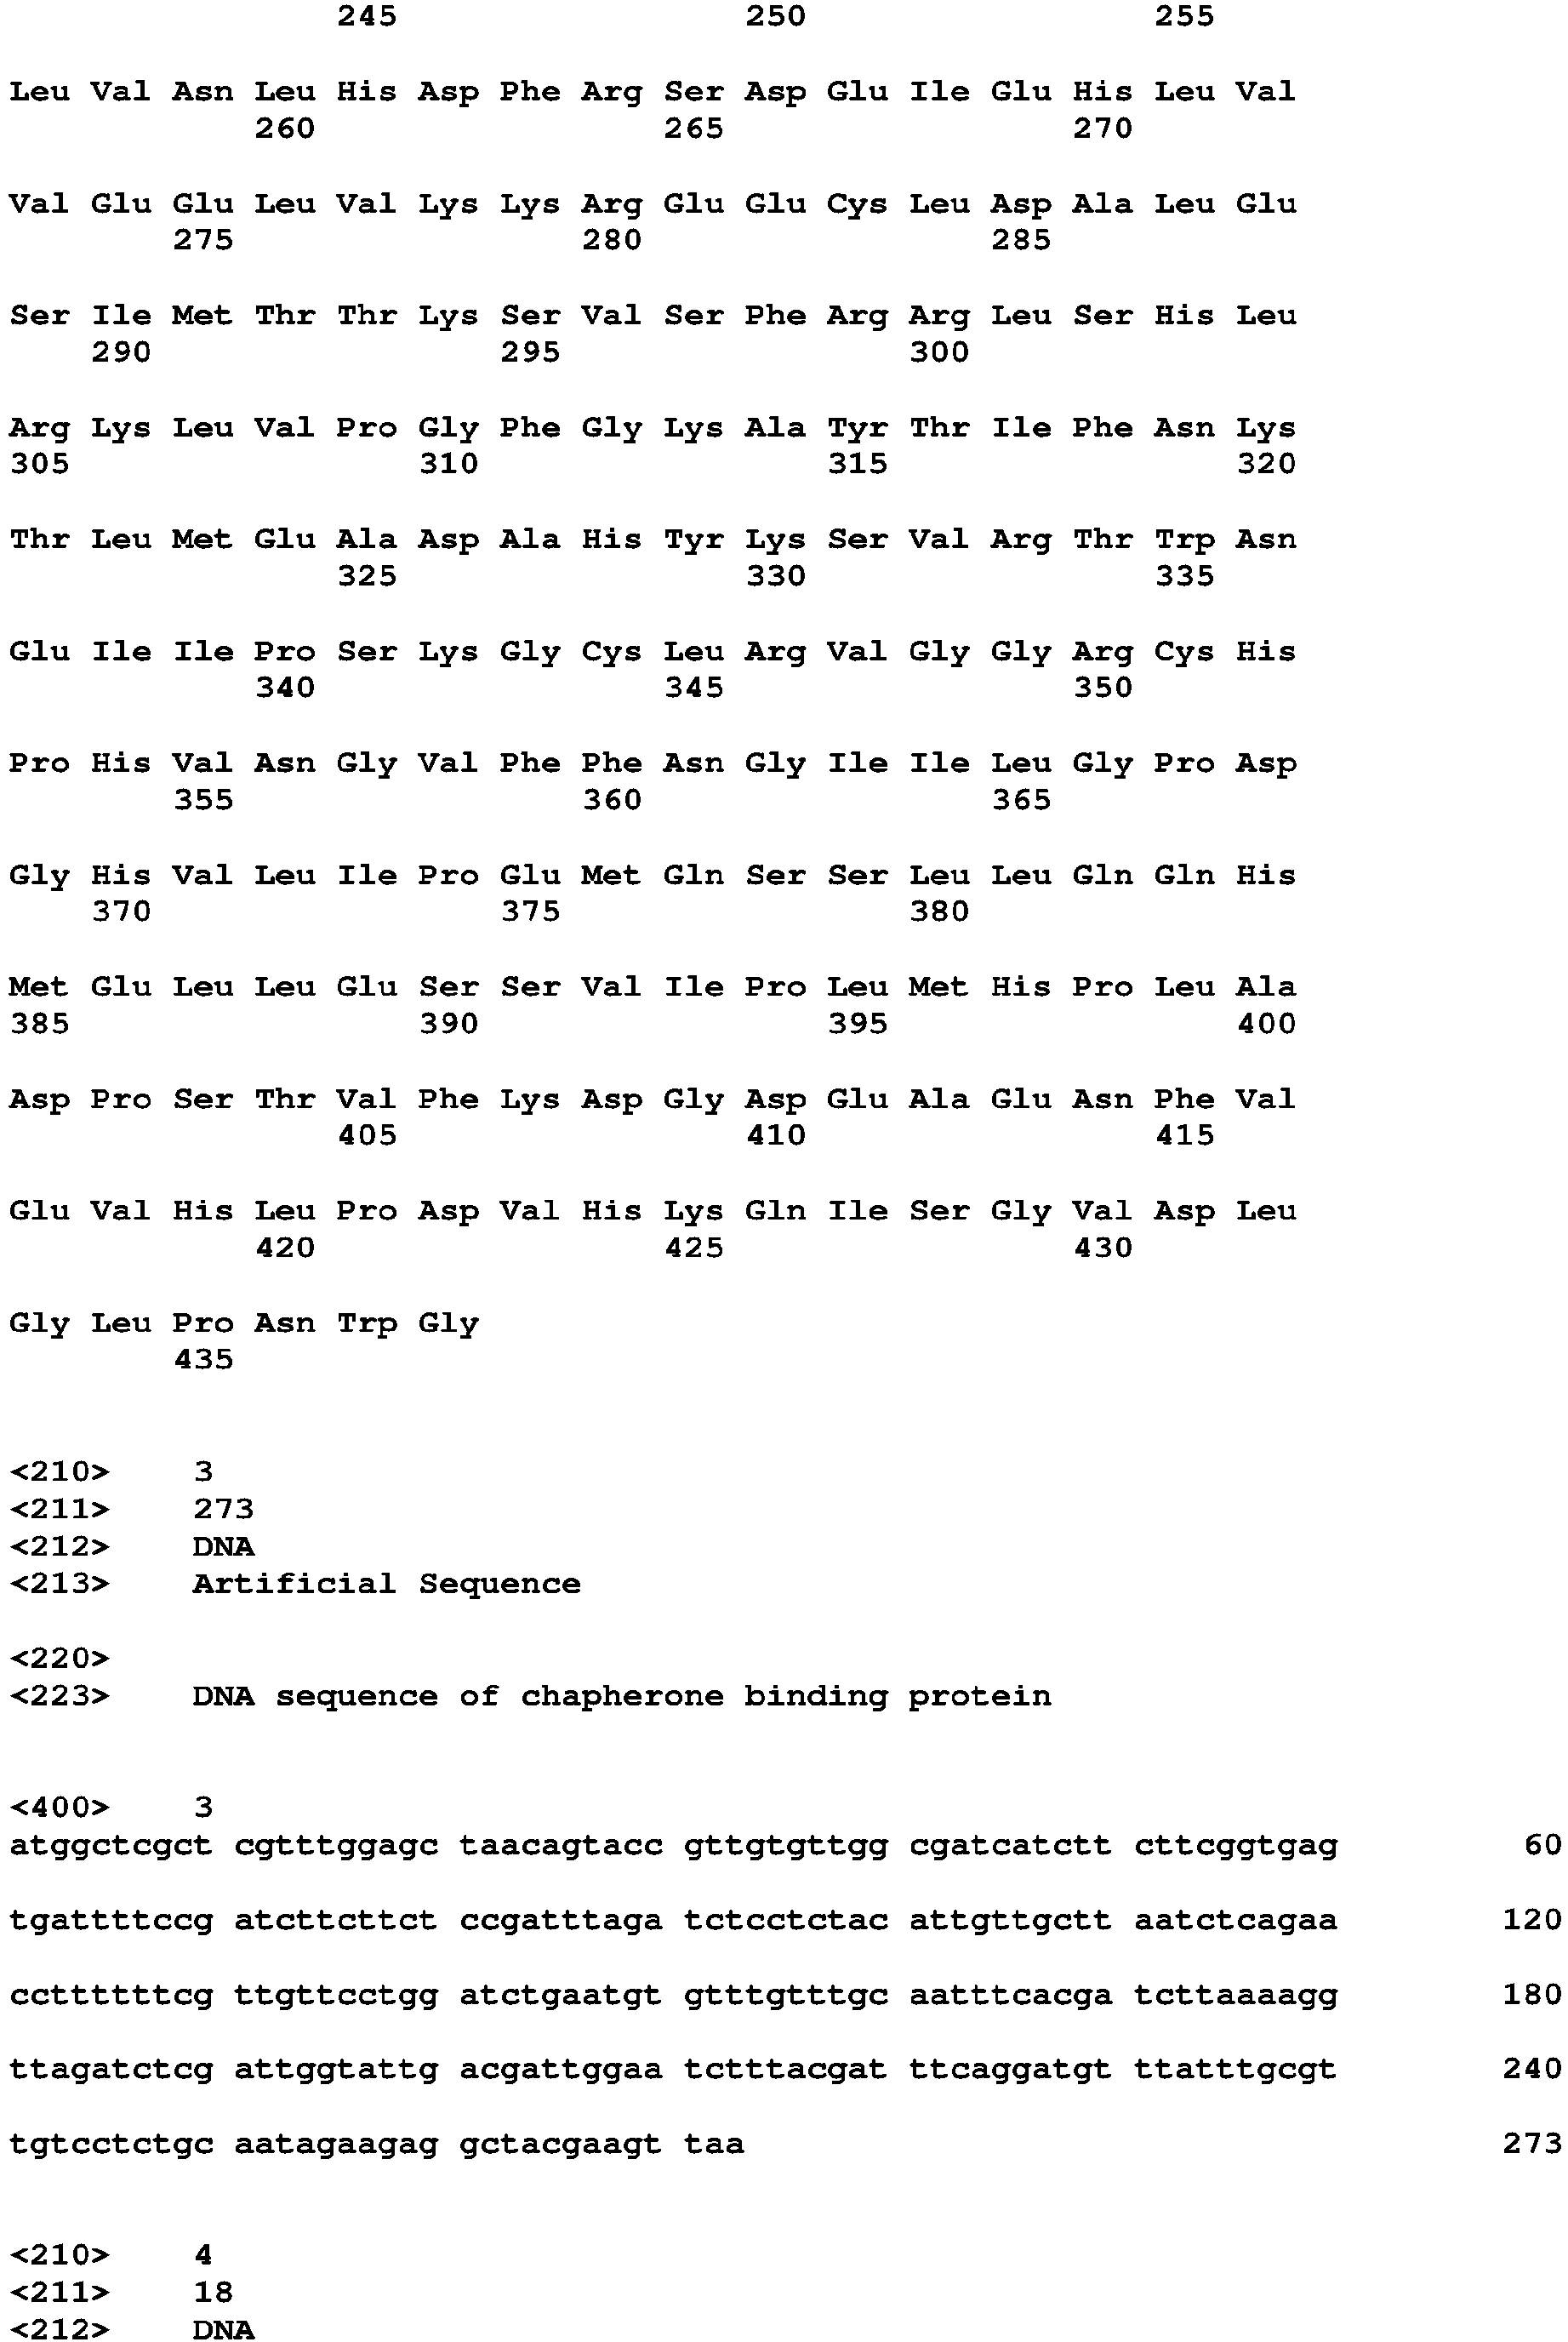 245 250 255
Leu Val Asn Leu His Asp Phe Arg Ser Asp Glu Ile Glu His Leu Val
260 265 270
Val Glu Glu Leu Val Lys Lys Arg Glu Glu Cys Leu Asp Ala Leu Glu
275 280 285
Ser Ile Met Thr Thr Lys Ser Val Ser Phe Arg Arg Leu Ser His Leu
290 295 300
Arg Lys Leu Val Pro Gly Phe Gly Lys Ala Tyr Thr Ile Phe Asn Lys
305 310 315 320
Thr Leu Met Glu Ala Asp Ala His Tyr Lys Ser Val Arg Thr Trp Asn
325 330 335
Glu Ile Ile Pro Ser Lys Gly Cys Leu Arg Val Gly Gly Arg Cys His
340 345 350
Pro His Val Asn Gly Val Phe Phe Asn Gly Ile Ile Leu Gly Pro Asp
355 360 365
Gly His Val Leu Ile Pro Glu Met Gln Ser Ser Leu Leu Gln Gln His
370 375 380
Met Glu Leu Leu Glu Ser Ser Val Ile Pro Leu Met His Pro Leu Ala
385 390 395 400
Asp Pro Ser Thr Val Phe Lys Asp Gly Asp Glu Ala Glu Asn Phe Val
405 410 415
Glu Val His Leu Pro Asp Val His Lys Gln Ile Ser Gly Val Asp Leu
420 425 430
Gly Leu Pro Asn Trp Gly
435
<210> 3
<211> 273
<212> DNA
<213> Artificial Sequence
<220>
<223> DNA sequence of chapherone binding protein
<400> 3
atggctcgct cgtttggagc taacagtacc gttgtgttgg cgatcatctt cttcggtgag 60
tgattttccg atcttcttct ccgatttaga tctcctctac attgttgctt aatctcagaa 120
ccttttttcg ttgttcctgg atctgaatgt gtttgtttgc aatttcacga tcttaaaagg 180
ttagatctcg attggtattg acgattggaa tctttacgat ttcaggatgt ttatttgcgt 240
tgtcctctgc aatagaagag gctacgaagt taa 273
<210> 4
<211> 18
<212> DNA